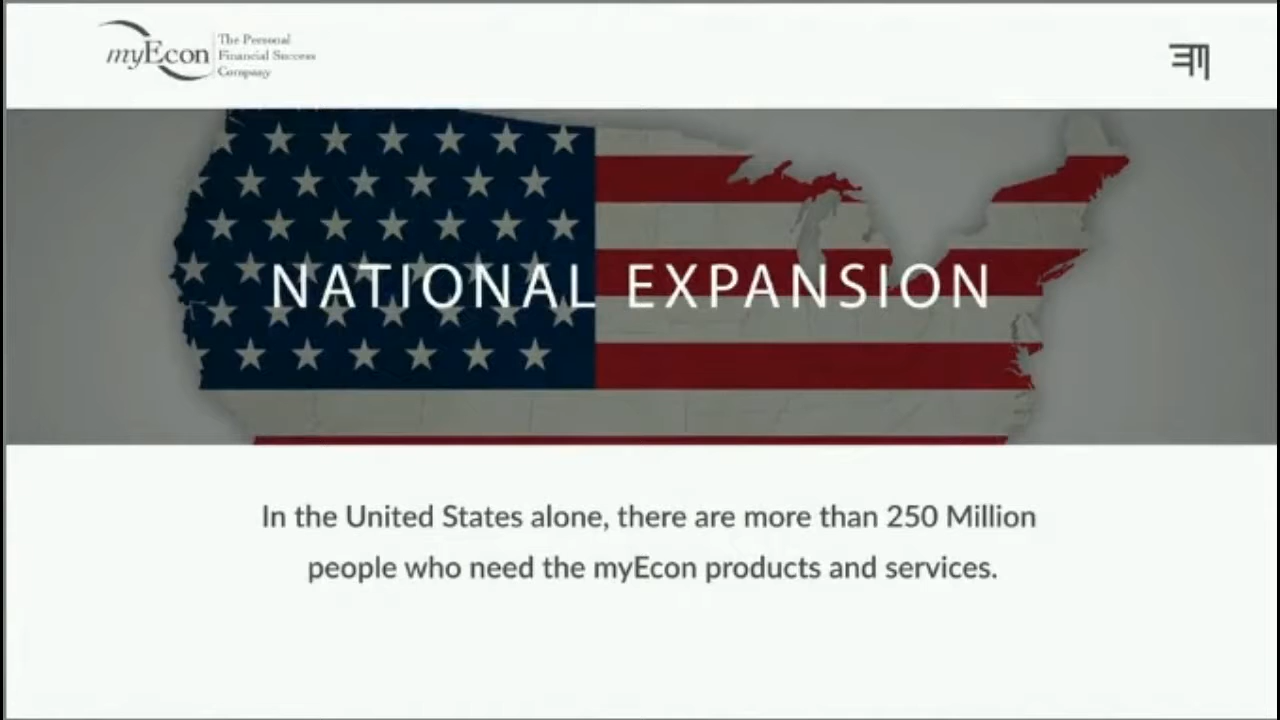 myEcon
The Personal
Financial Success
Company
NATIONAL EXPANSION
In the United States alone, there are more than 250 Million
people who need the myEcon products and services.